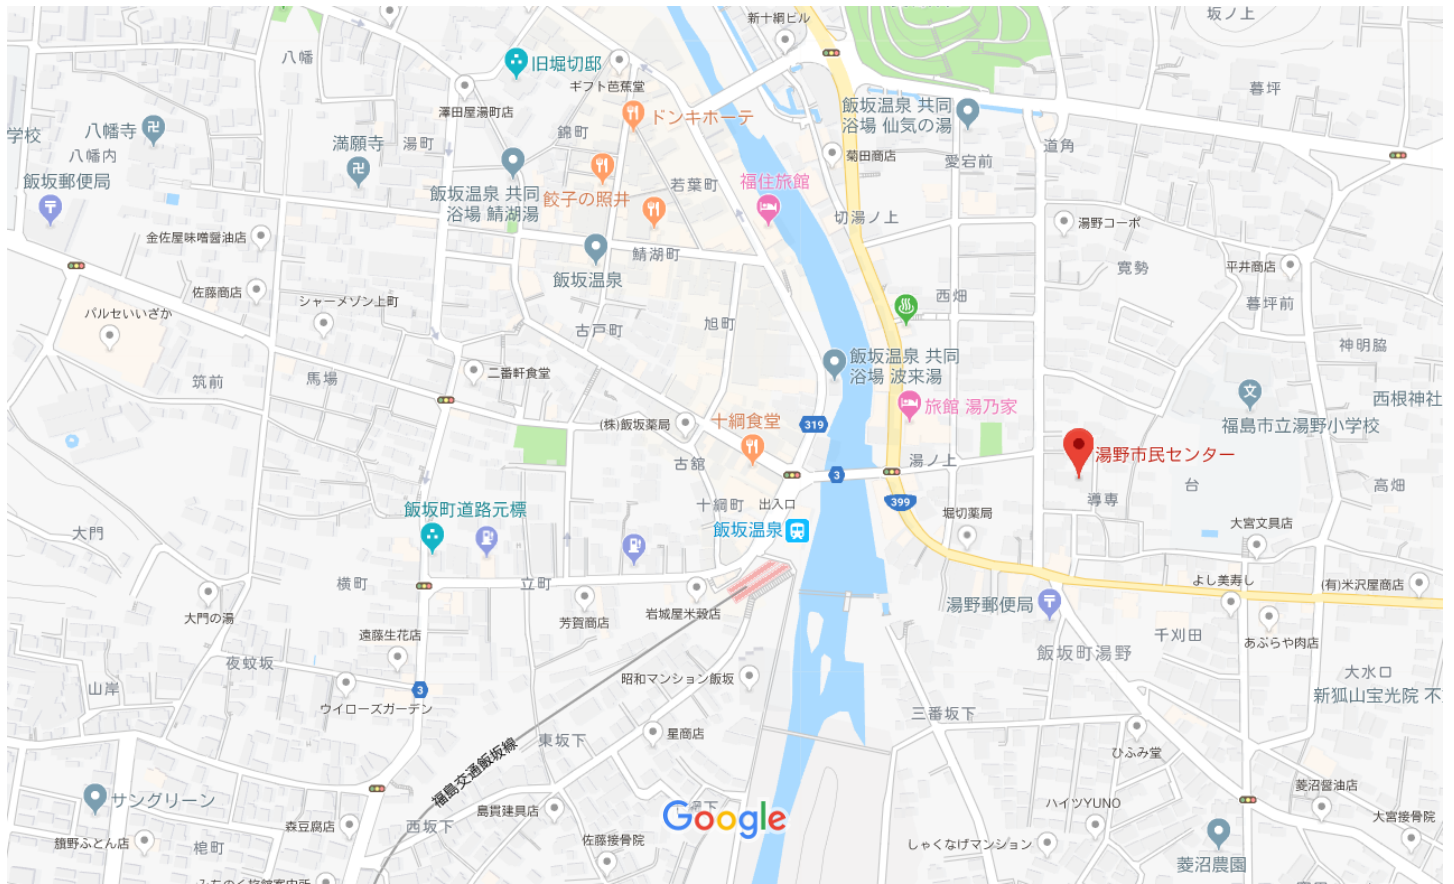 新十綱ビル
坂ノ上
八幡
旧堀切邸
ギフト芭蕉堂
暮坪
澤田屋湯町店
ドンキホーテ
飯坂温泉 共同
浴場 仙気の湯
学校
八幡寺
八幡内
満願寺
湯町
錦町
道角
菊田商店
愛宕前
飯坂郵便局
飯坂温泉 共同
浴場 鯖湖湯
餃子の照井
若葉町
福住旅館
切湯ノ上
湯野コーポ
金佐屋味噌醤油店
鯖湖町
飯坂温泉
寛勢
平井商店
佐藤商店
シャーメゾン上町
西畑
暮坪前
パルセいいざか
古戸町
旭町
神明脇
飯坂温泉 共同
浴場 波来湯
二番軒食堂
筑前
馬場
西根神社
旅館 湯乃家
福島市立湯野小学校
(株)飯坂薬局
十綱食堂
319
湯野市民センター
古舘
湯ノ上
3
高畑
台
導専
十綱町
出入口
399
飯坂町道路元標
堀切薬局
大宮文具店
大門
飯坂温泉
横町
立町
よし美寿し
(有)米沢屋商店
大門の湯
岩城屋米穀店
湯野郵便局
芳賀商店
遠藤生花店
千刈田
あぶらや肉店
夜蚊坂
飯坂町湯野
大水口
昭和マンション飯坂
山岸
3
新狐山宝光院 不
ウイローズガーデン
三番坂下
星商店
東坂下
ひふみ堂
福島交通飯坂線
菱沼醤油店
サングリーン
島貫建具店
下
Google
ハイツYUNO
大宮接骨院
森豆腐店
西坂下
籏野ふとん店
佐藤接骨院
しゃくなげマンション
菱沼農園